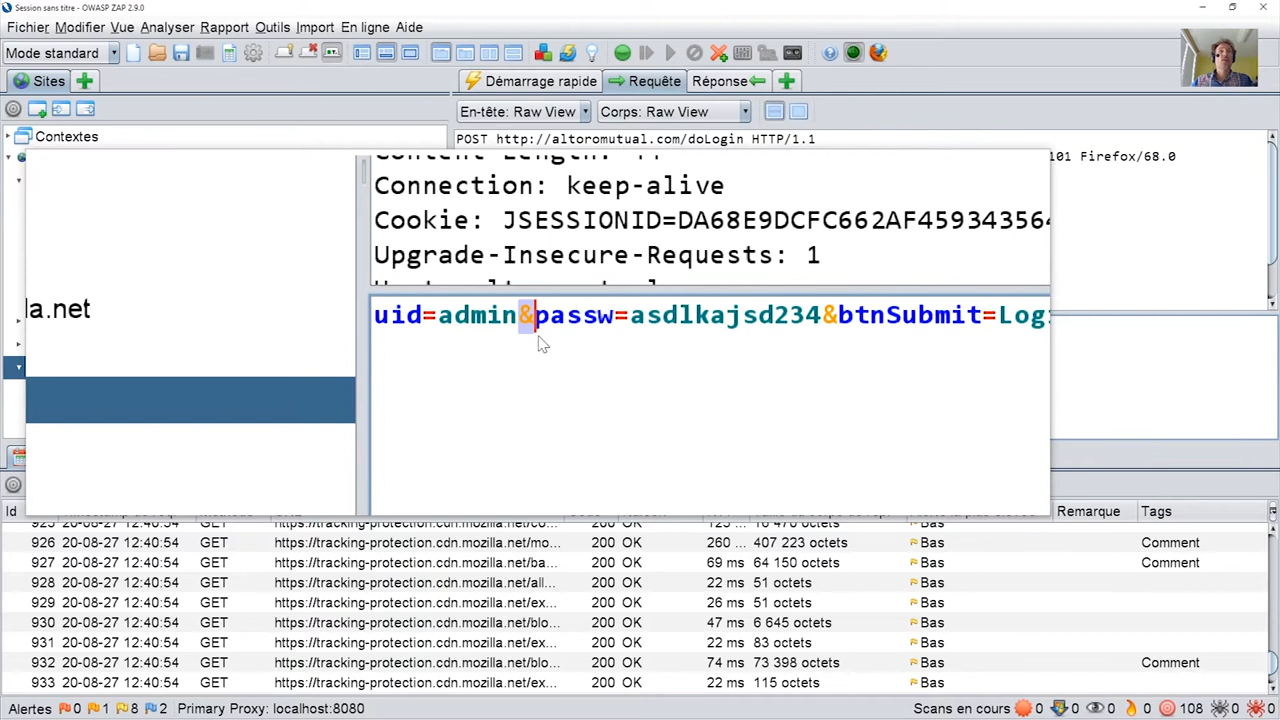 Session sans titre - OWASP ZAP 2.9.0
Fichier Modifier Vue Analyser Rapport Outils Import En ligne Aide
Mode standard
Sites
Démarrage rapide
Requête
Réponse
En-tête: Raw View
Corps: Raw View
Contextes
POST http://altoromutual.com/doLogin HTTP/1.1
101 Firefox/68.0
Connection: keep-alive
Cookie: JSESSIONID=DA68E9DCFC662AF459343564
Upgrade-Insecure-Requests: 1
la.net
uid=admin&passw=asdlkajsd234&btnSubmit=Log
Id
Remarque
Tags
926 20-08-27 12:40:54 GET https://tracking-protection.cdn.mozilla.net/mo... 200 OK 260 ... 407 223 octets Bas Comment
927 20-08-27 12:40:54 GET https://tracking-protection.cdn.mozilla.net/ba... 200 OK 69 ms 64 150 octets Bas Comment
928 20-08-27 12:40:54 GET https://tracking-protection.cdn.mozilla.net/all... 200 OK 22 ms 51 octets Bas
929 20-08-27 12:40:54 GET https://tracking-protection.cdn.mozilla.net/ex... 200 OK 26 ms 51 octets Bas
930 20-08-27 12:40:54 GET https://tracking-protection.cdn.mozilla.net/blo... 200 OK 47 ms 6 645 octets Bas
931 20-08-27 12:40:54 GET https://tracking-protection.cdn.mozilla.net/ex... 200 OK 22 ms 83 octets Bas
932 20-08-27 12:40:54 GET https://tracking-protection.cdn.mozilla.net/blo... 200 OK 74 ms 73 398 octets Bas Comment
933 20-08-27 12:40:54 GET https://tracking-protection.cdn.mozilla.net/ex... 200 OK 22 ms 115 octets Bas
Alertes 0 1 8 2 Primary Proxy: localhost:8080 Scans en cours 0 0 0 0 108 0 0